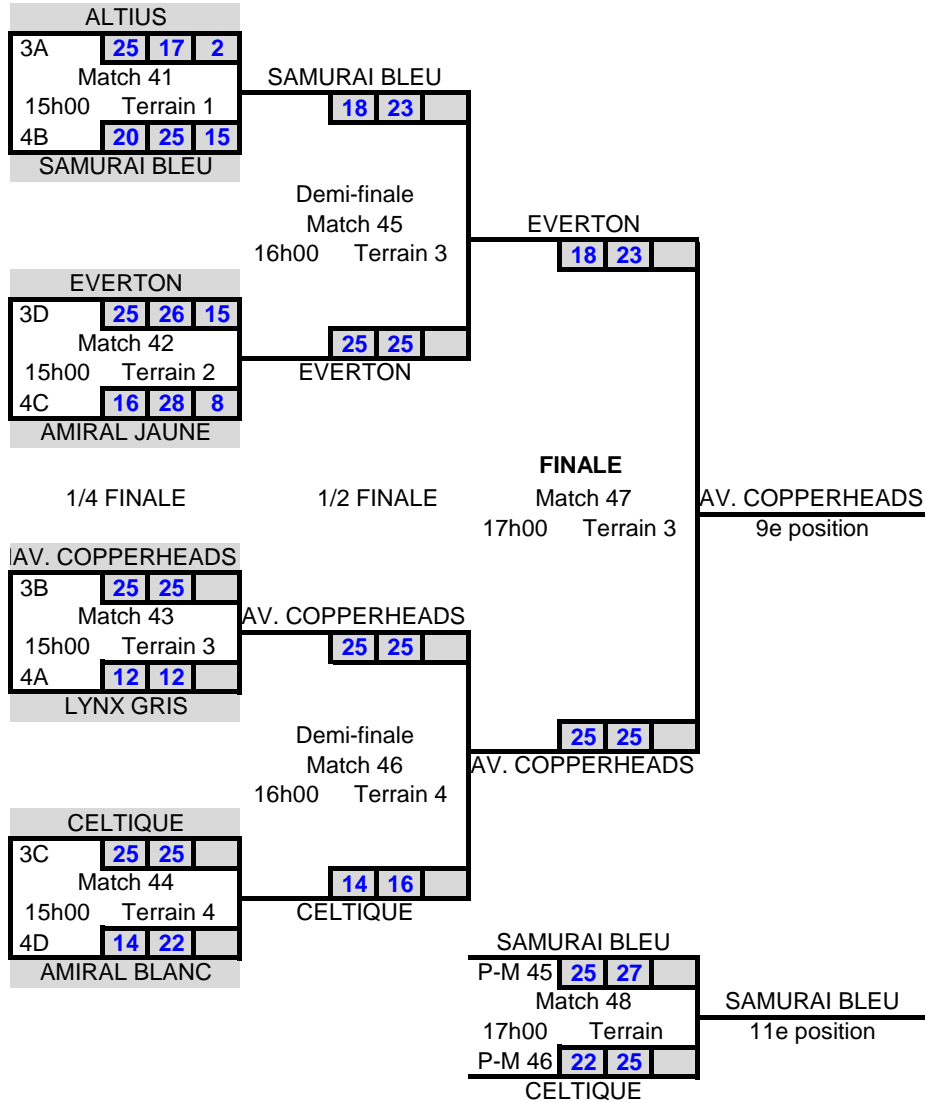 ALTIUS
3A 25 17 2
Match 41
15h00 Terrain 1
4B 20 25 15
SAMURAI BLEU
SAMURAI BLEU
18 23
Demi-finale
Match 45
16h00 Terrain 3
25 25
EVERTON
EVERTON
3D 25 26 15
Match 42
15h00 Terrain 2
4C 16 28 8
AMIRAL JAUNE
EVERTON
18 23
FINALE
Match 47
17h00 Terrain 3
25 25
AV. COPPERHEADS
AV. COPPERHEADS
9e position
1/4 FINALE 1/2 FINALE
AV. COPPERHEADS
3B 25 25
Match 43
15h00 Terrain 3
4A 12 12
LYNX GRIS
AV. COPPERHEADS
25 25
Demi-finale
Match 46
16h00 Terrain 4
14 16
CELTIQUE
CELTIQUE
3C 25 25
Match 44
15h00 Terrain 4
4D 14 22
AMIRAL BLANC
SAMURAI BLEU
P-M 45 25 27
Match 48
17h00 Terrain
P-M 46 22 25
CELTIQUE
SAMURAI BLEU
11e position